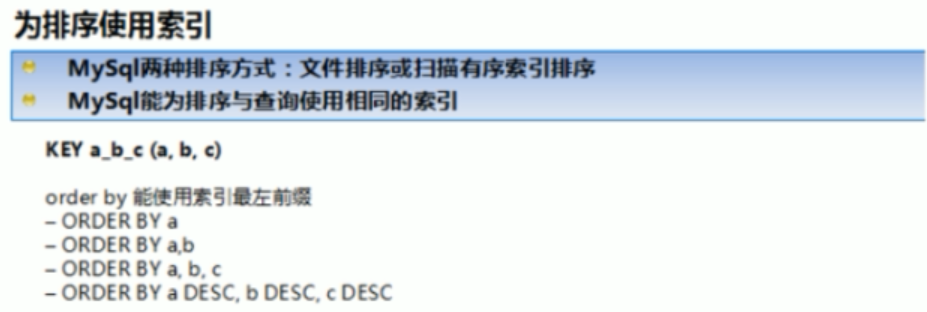 为排序使用索引
MySql两种排序方式：文件排序或扫描有序索引排序
MySql能为排序与查询使用相同的索引
KEY a_b_c (a, b, c)
order by 能使用索引最左前缀
– ORDER BY a
– ORDER BY a,b
– ORDER BY a, b, c
– ORDER BY a DESC, b DESC, c DESC